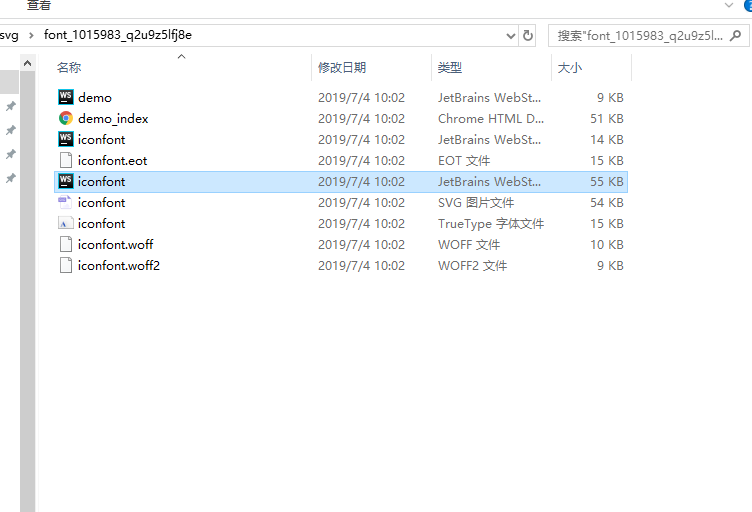 查看
svg › font_1015983_q2u9z5lfj8e
搜索"font_1015983_q2u9z5l...
名称 修改日期 类型 大小
WS demo 2019/7/4 10:02 JetBrains WebSt... 9 KB
demo_index 2019/7/4 10:02 Chrome HTML D... 51 KB
WS iconfont 2019/7/4 10:02 JetBrains WebSt... 14 KB
iconfont.eot 2019/7/4 10:02 EOT 文件 15 KB
WS iconfont 2019/7/4 10:02 JetBrains WebSt... 55 KB
iconfont 2019/7/4 10:02 SVG 图片文件 54 KB
iconfont 2019/7/4 10:02 TrueType 字体文件 15 KB
iconfont.woff 2019/7/4 10:02 WOFF 文件 10 KB
iconfont.woff2 2019/7/4 10:02 WOFF2 文件 9 KB